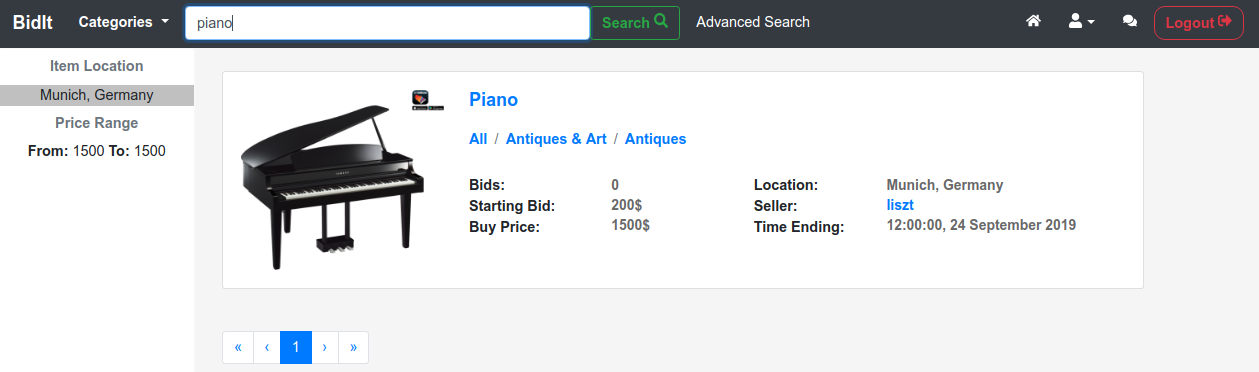 BidIt Categories piano Search Advanced Search Logout
Item Location
Munich, Germany
Price Range
From: 1500 To: 1500
Piano
All / Antiques & Art / Antiques
Bids: 0 Location: Munich, Germany
Starting Bid: 200$ Seller: liszt
Buy Price: 1500$ Time Ending: 12:00:00, 24 September 2019
« ‹ 1 › »